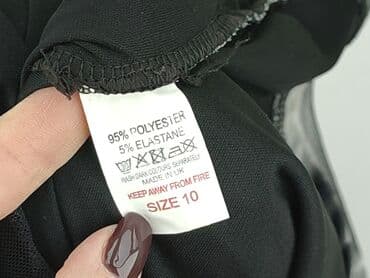 95% POLYESTER
5% ELASTANE
WASH DARK COLOURS SEPARATELY
MADE IN UK
KEEP AWAY FROM FIRE
SIZE 10